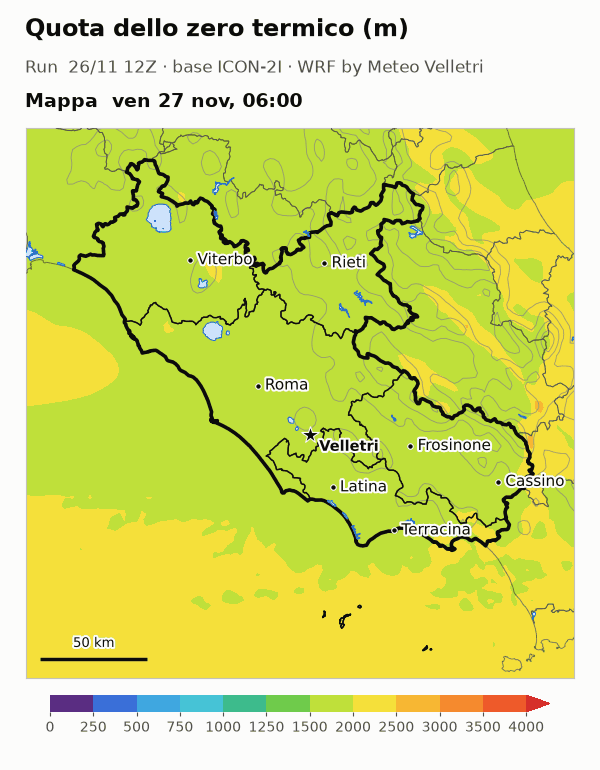 Quota dello zero termico (m)
Run  26/11 12Z · base ICON-2I · WRF by Meteo Velletri
Mappa  ven 27 nov, 06:00
Viterbo
Rieti
Roma
Velletri
Frosinone
Cassino
Latina
Terracina
50 km
0 250 500 750 1000 1250 1500 2000 2500 3000 3500 4000